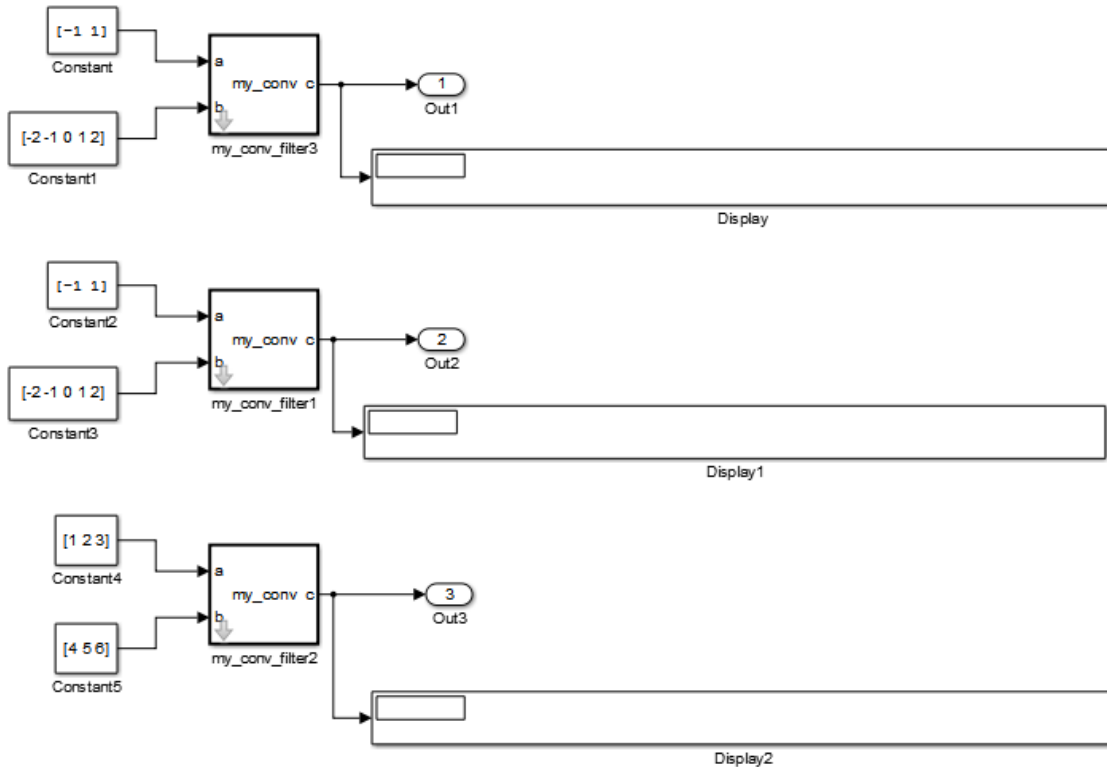 [-1 1]
Constant
[-2 -1 0 1 2]
Constant1
a
b
my_conv c
my_conv_filter3
1
Out1
Display
[-1 1]
Constant2
[-2 -1 0 1 2]
Constant3
a
b
my_conv c
my_conv_filter1
2
Out2
Display1
[1 2 3]
Constant4
[4 5 6]
Constant5
a
b
my_conv c
my_conv_filter2
3
Out3
Display2